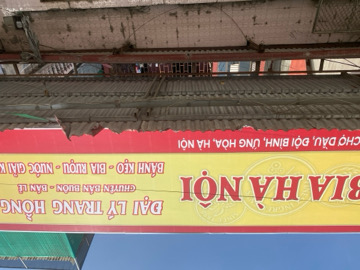 ĐẠI LÝ TRANG HỒNG
CHUYÊN BÁN BUÔN - BÁN LẺ
BÁNH KẸO - BIA RƯỢU - NƯỚC GIẢI K
BIA HÀ NỘI
CHỢ DẦU, ĐỘI BÌNH, ỨNG HÒA, HÀ NỘI